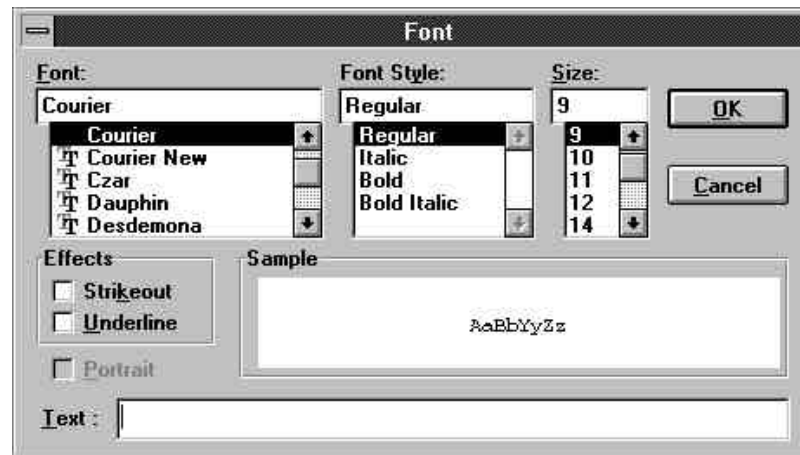 Font
Font: Font Style: Size:
Courier Regular 9 OK
Courier Regular 9
Courier New Italic 10
Czar Bold 11 Cancel
Dauphin Bold Italic 12
Desdemona 14
Effects Sample
Strikeout
Underline AaBbYyZz
Portrait
Text :